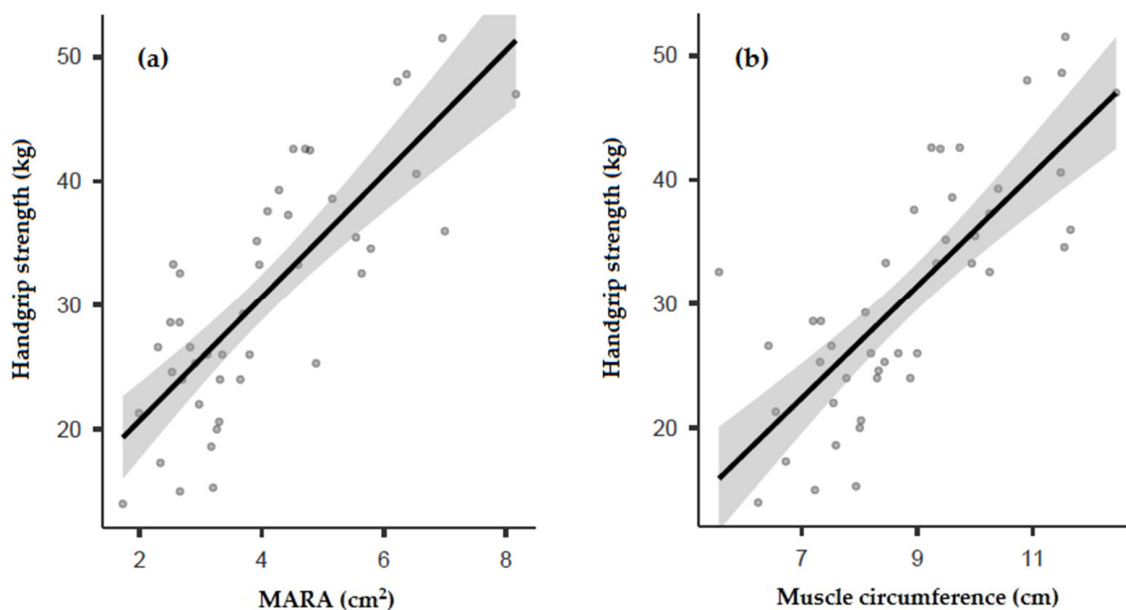 (a)
50
40
30
20
2
4
6
8
Handgrip strength (kg)
MARA (cm²)
(b)
50
40
30
20
7
9
11
Handgrip strength (kg)
Muscle circumference (cm)